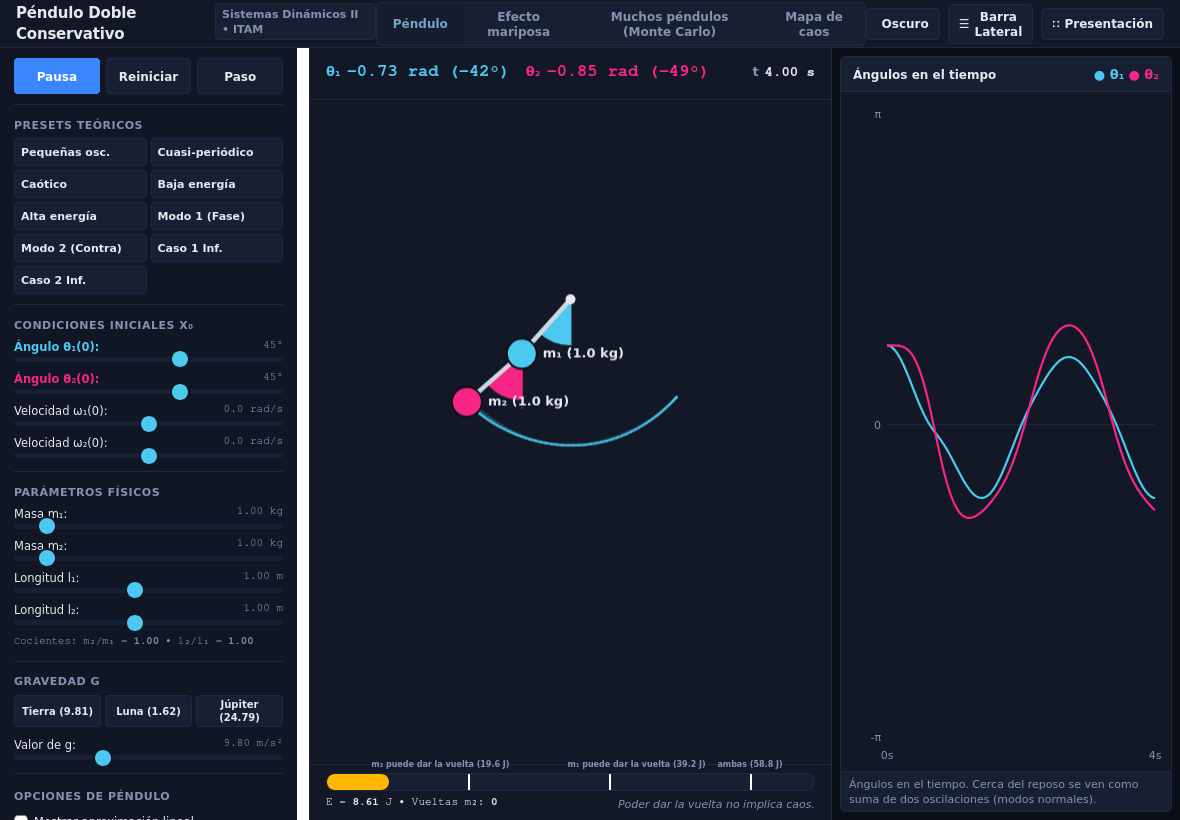 Péndulo Doble
Conservativo
Sistemas Dinámicos II
• ITAM
Péndulo
Efecto
mariposa
Muchos péndulos
(Monte Carlo)
Mapa de
caos
Oscuro
☰ Barra
Lateral
Presentación
Pausa
Reiniciar
Paso
PRESETS TEÓRICOS
Pequeñas osc.
Cuasi-periódico
Caótico
Baja energía
Alta energía
Modo 1 (Fase)
Modo 2 (Contra)
Caso 1 Inf.
Caso 2 Inf.
CONDICIONES INICIALES X₀
Ángulo θ₁(0): 45°
Ángulo θ₂(0): 45°
Velocidad ω₁(0): 0.0 rad/s
Velocidad ω₂(0): 0.0 rad/s
PARÁMETROS FÍSICOS
Masa m₁: 1.00 kg
Masa m₂: 1.00 kg
Longitud l₁: 1.00 m
Longitud l₂: 1.00 m
Cocientes: m₂/m₁ = 1.00 • l₂/l₁ = 1.00
GRAVEDAD G
Tierra (9.81)
Luna (1.62)
Júpiter
(24.79)
Valor de g: 9.80 m/s²
OPCIONES DE PÉNDULO
Mostrar aproximación lineal
θ₁ −0.73 rad (−42°) θ₂ −0.85 rad (−49°) t 4.00 s
m₁ (1.0 kg)
m₂ (1.0 kg)
m₂ puede dar la vuelta (19.6 J)
m₁ puede dar la vuelta (39.2 J)
ambas (58.8 J)
E = 8.61 J • Vueltas m₂: 0
Poder dar la vuelta no implica caos.
Ángulos en el tiempo
θ₁ θ₂
π
0
-π
0s
4s
Ángulos en el tiempo. Cerca del reposo se ven como
suma de dos oscilaciones (modos normales).